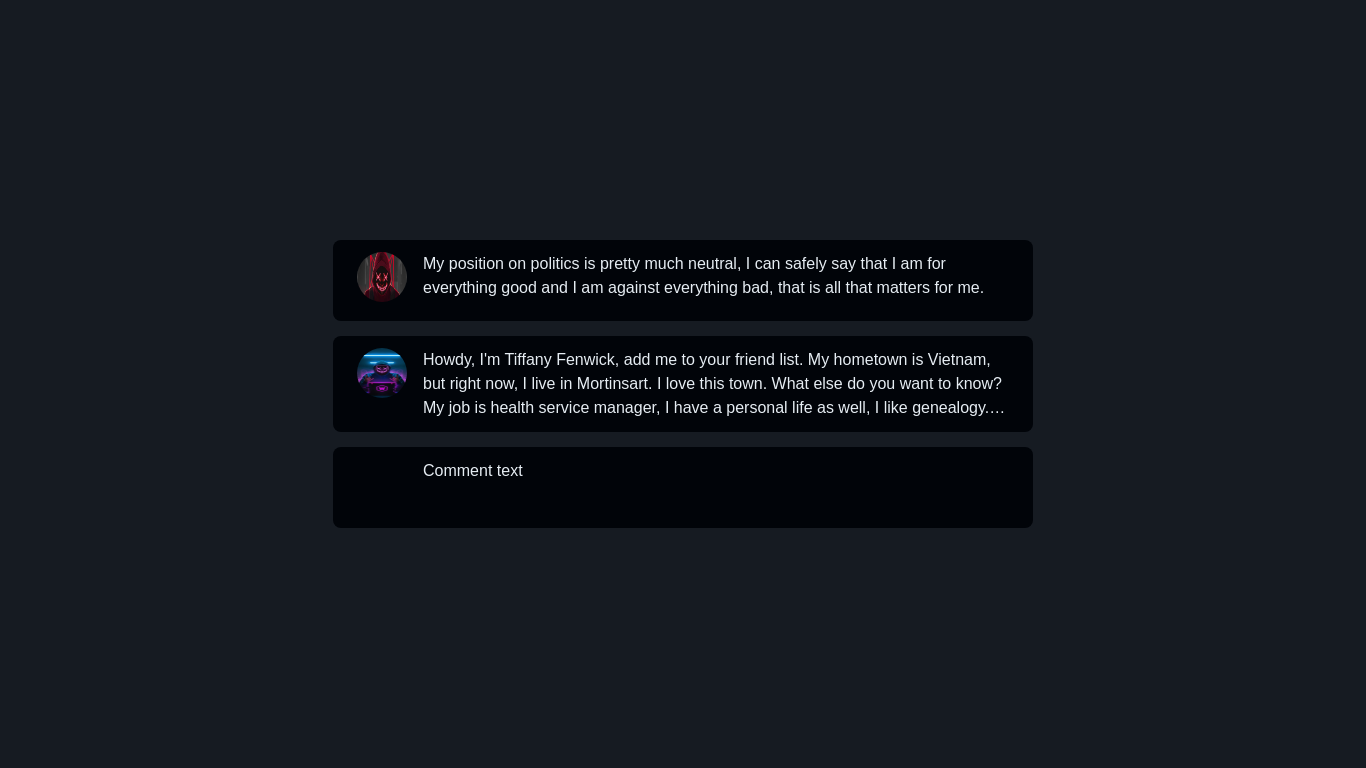 My position on politics is pretty much neutral, I can safely say that I am for
everything good and I am against everything bad, that is all that matters for me.
Howdy, I'm Tiffany Fenwick, add me to your friend list. My hometown is Vietnam,
but right now, I live in Mortinsart. I love this town. What else do you want to know?
My job is health service manager, I have a personal life as well, I like genealogy.…
Comment text